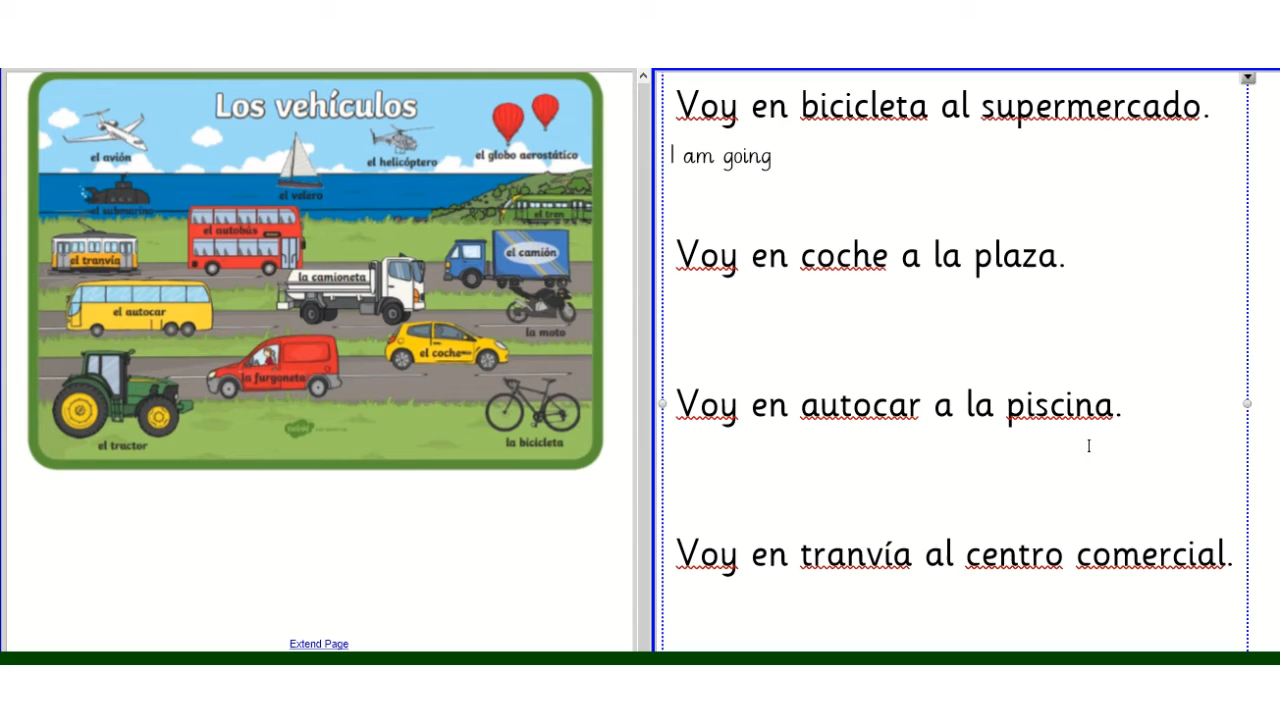 Los vehículos
el avión
el helicóptero
el globo aerostático
el velero
el submarino
el tren
el autobús
el tranvía
el camión
la camioneta
el autocar
la moto
el coche
la furgoneta
el tractor
la bicicleta
Extend Page
Voy en bicicleta al supermercado.
I am going
Voy en coche a la plaza.
Voy en autocar a la piscina.
Voy en tranvía al centro comercial.